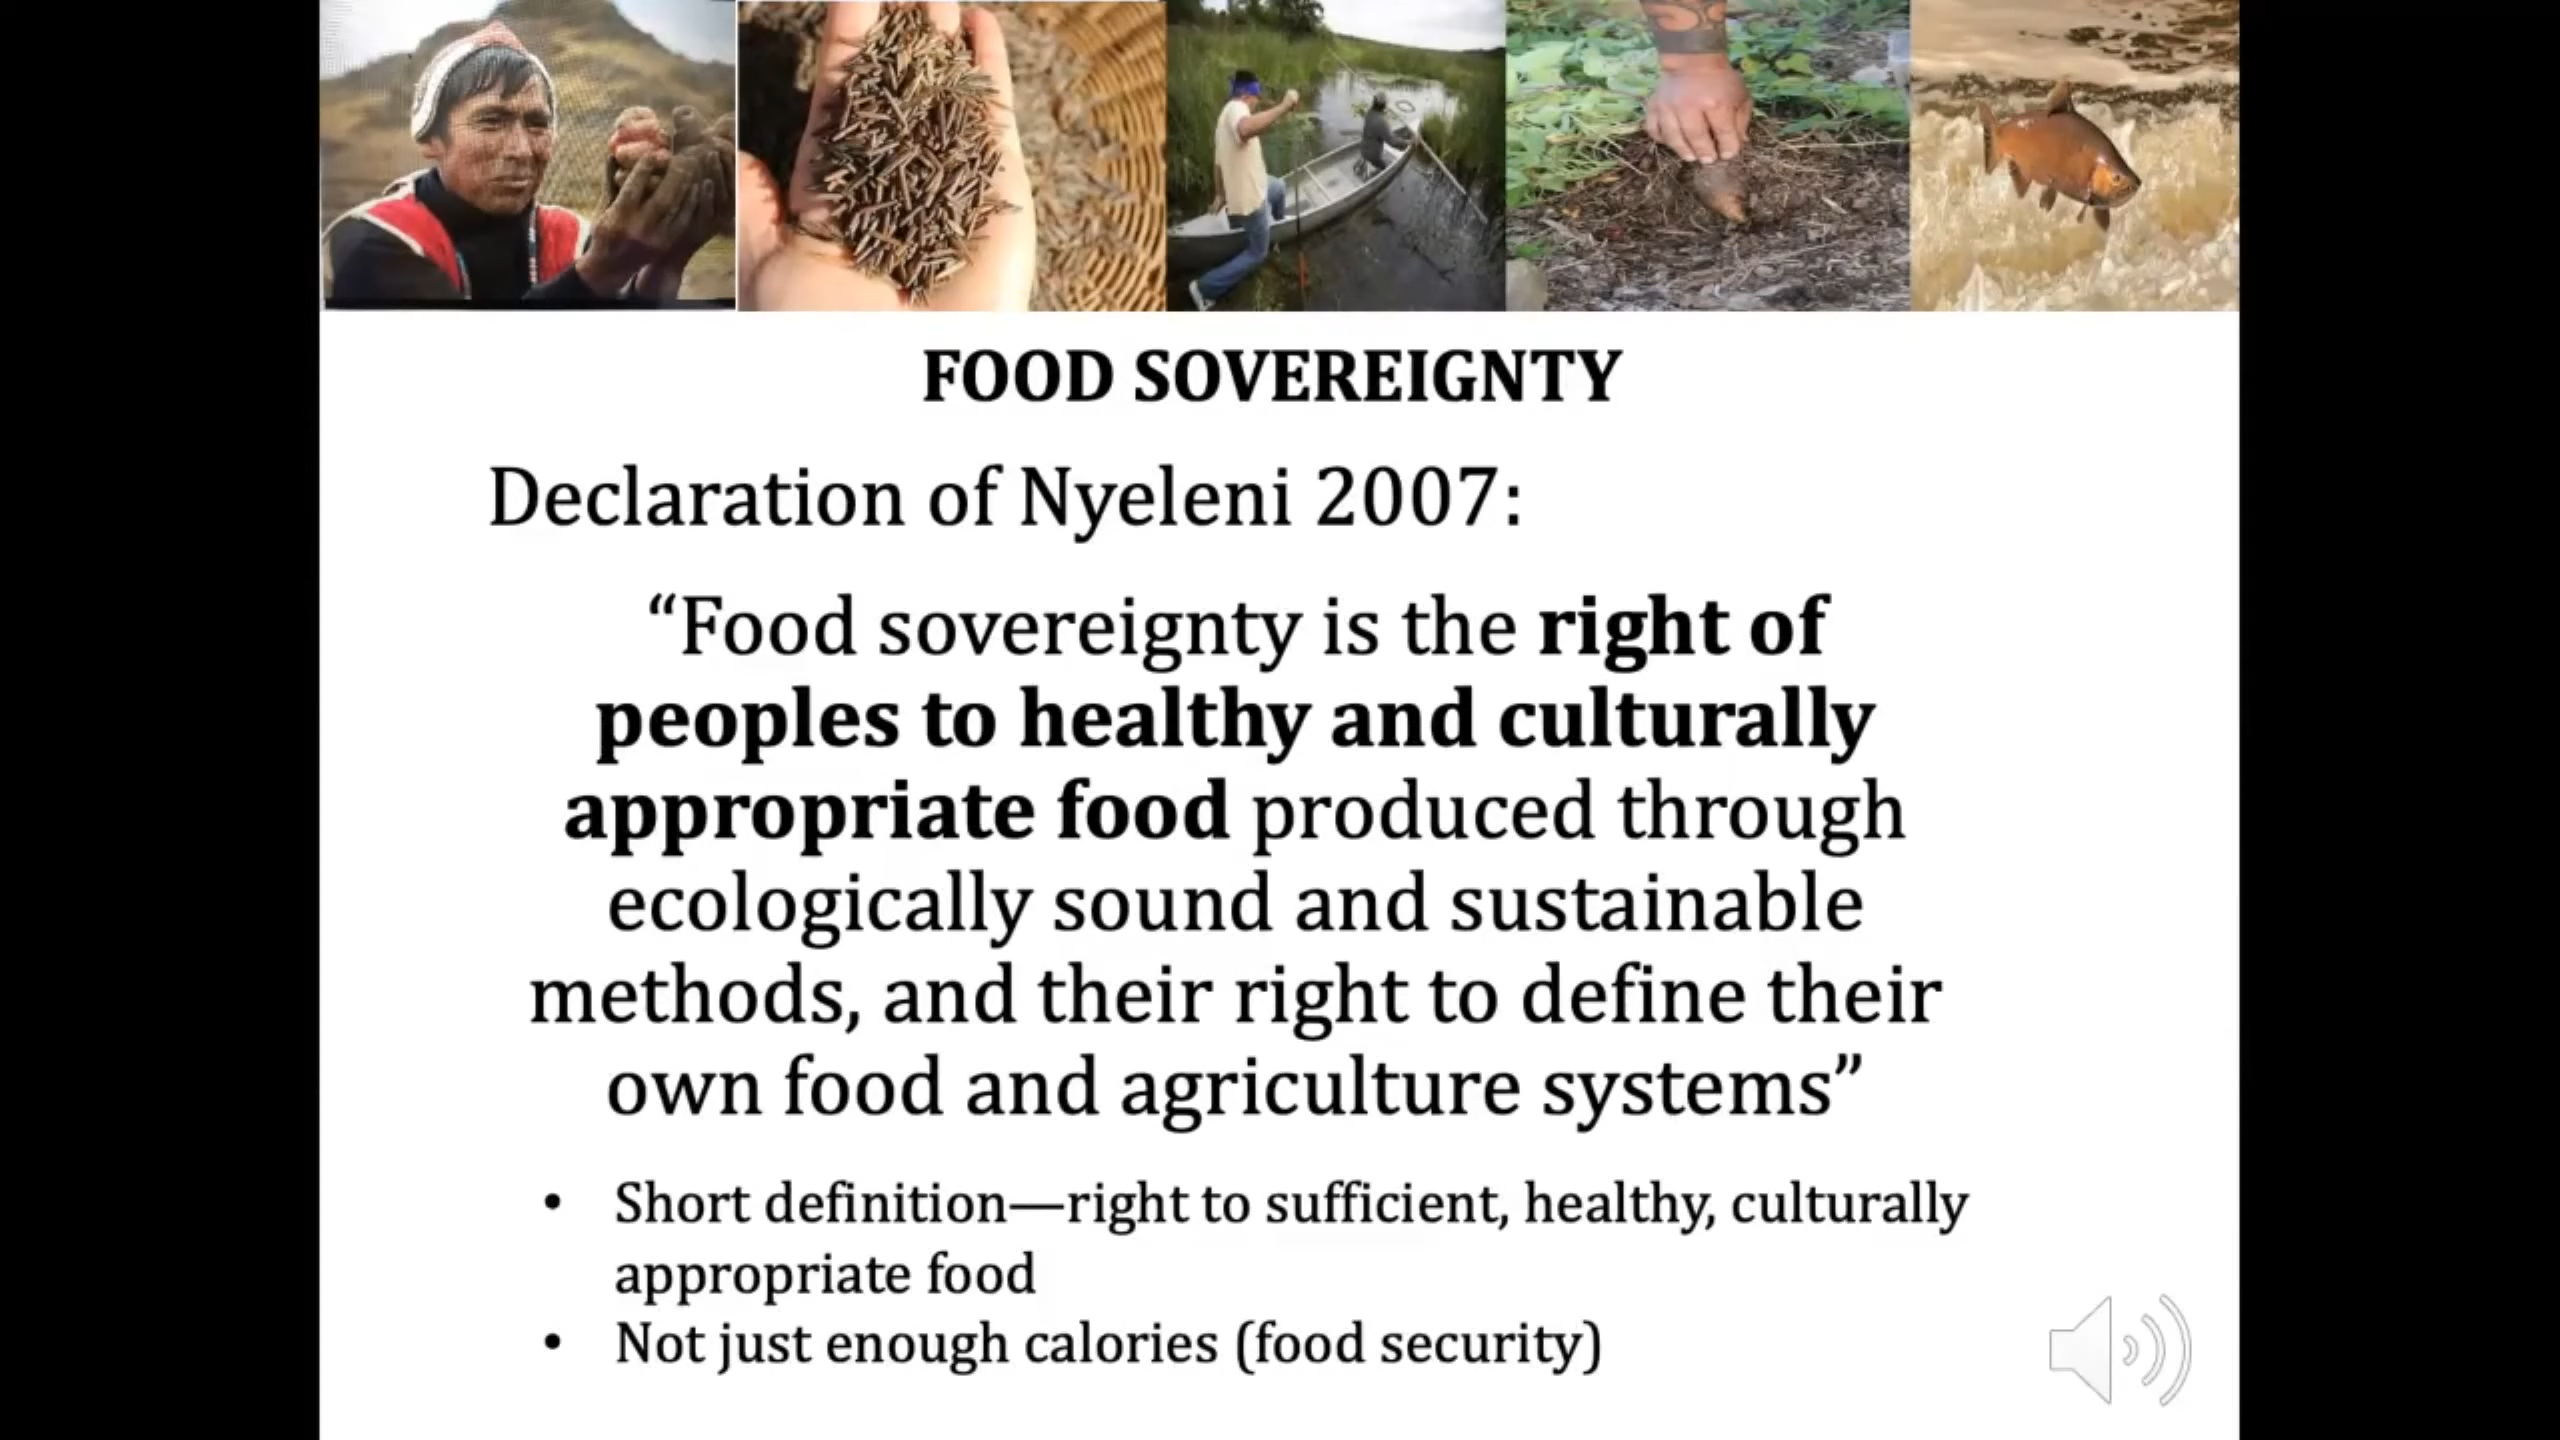 FOOD SOVEREIGNTY
Declaration of Nyeleni 2007:
“Food sovereignty is the right of
peoples to healthy and culturally
appropriate food produced through
ecologically sound and sustainable
methods, and their right to define their
own food and agriculture systems”
• Short definition—right to sufficient, healthy, culturally
appropriate food
• Not just enough calories (food security)